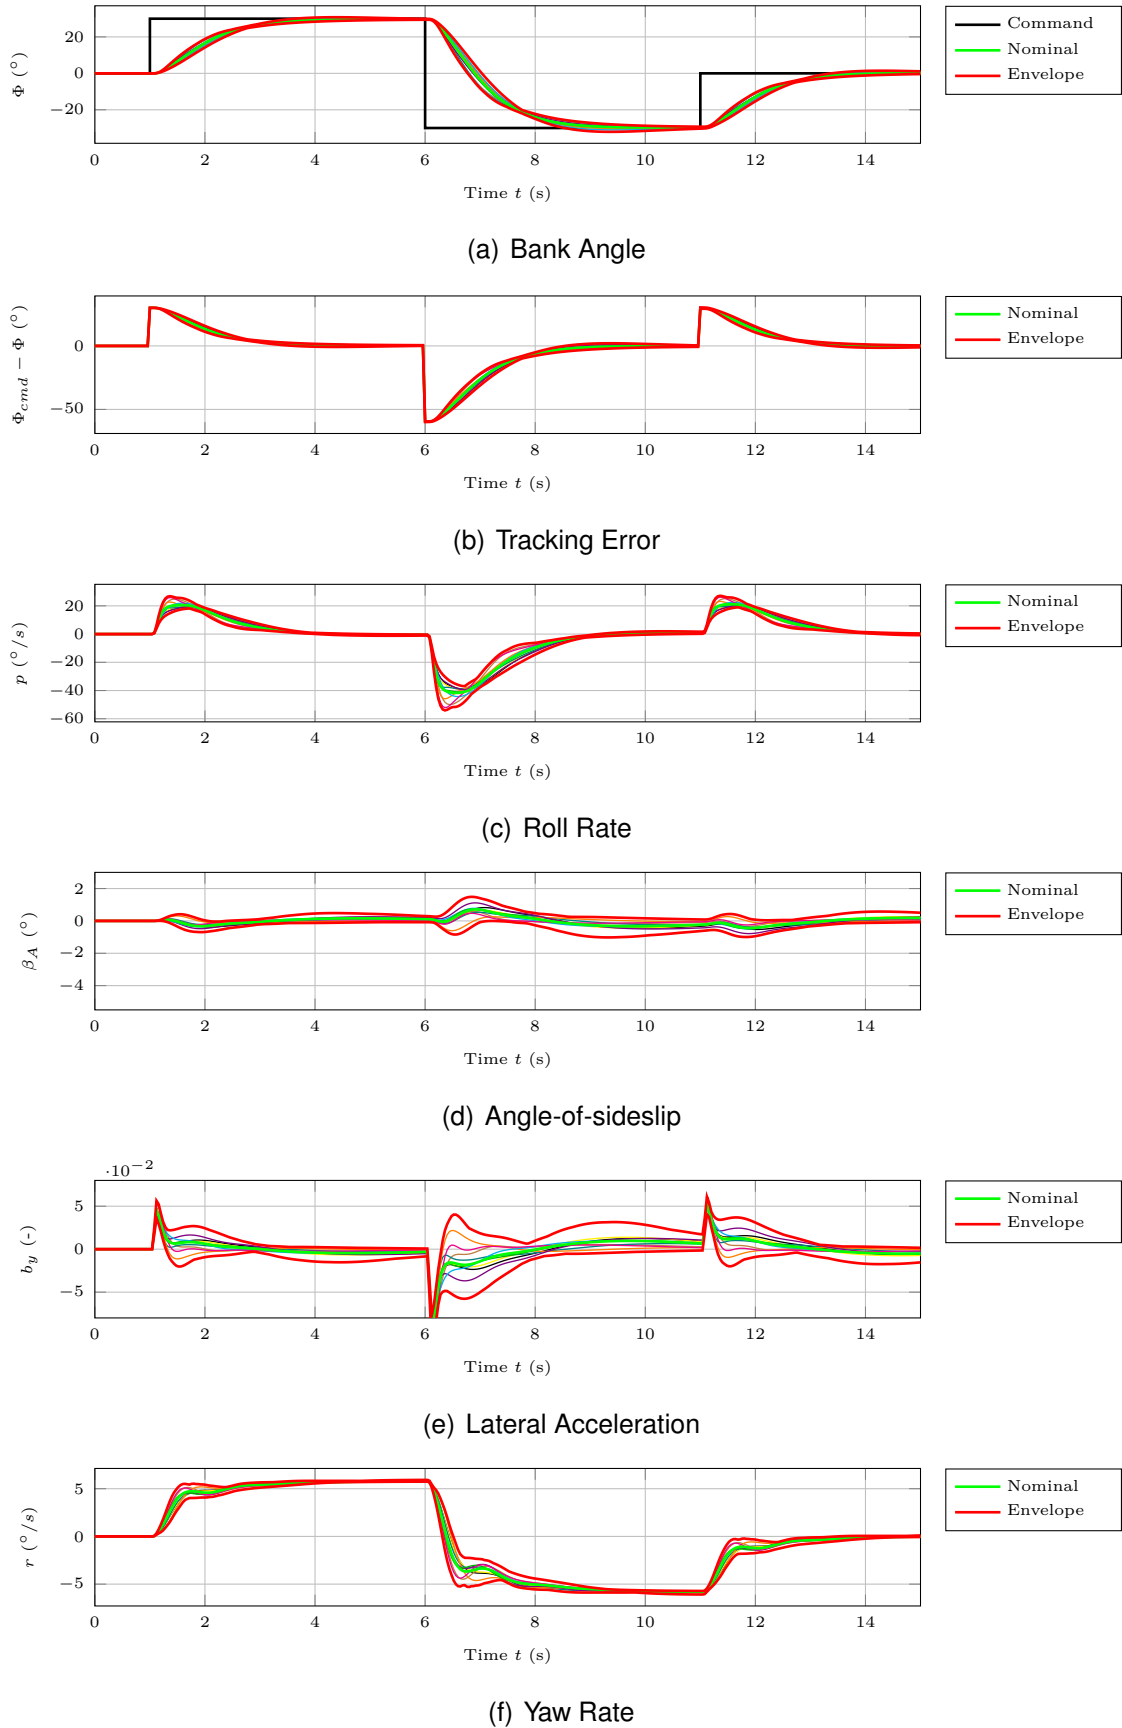 Φ (°)
20
0
−20
0 2 4 6 8 10 12 14
Time t (s)
Command
Nominal
Envelope
(a) Bank Angle
Φcmd − Φ (°)
0
−50
0 2 4 6 8 10 12 14
Time t (s)
Nominal
Envelope
(b) Tracking Error
p (°/s)
20
0
−20
−40
−60
0 2 4 6 8 10 12 14
Time t (s)
Nominal
Envelope
(c) Roll Rate
βA (°)
2
0
−2
−4
0 2 4 6 8 10 12 14
Time t (s)
Nominal
Envelope
(d) Angle-of-sideslip
·10−2
by (-)
5
0
−5
0 2 4 6 8 10 12 14
Time t (s)
Nominal
Envelope
(e) Lateral Acceleration
r (°/s)
5
0
−5
0 2 4 6 8 10 12 14
Time t (s)
Nominal
Envelope
(f) Yaw Rate